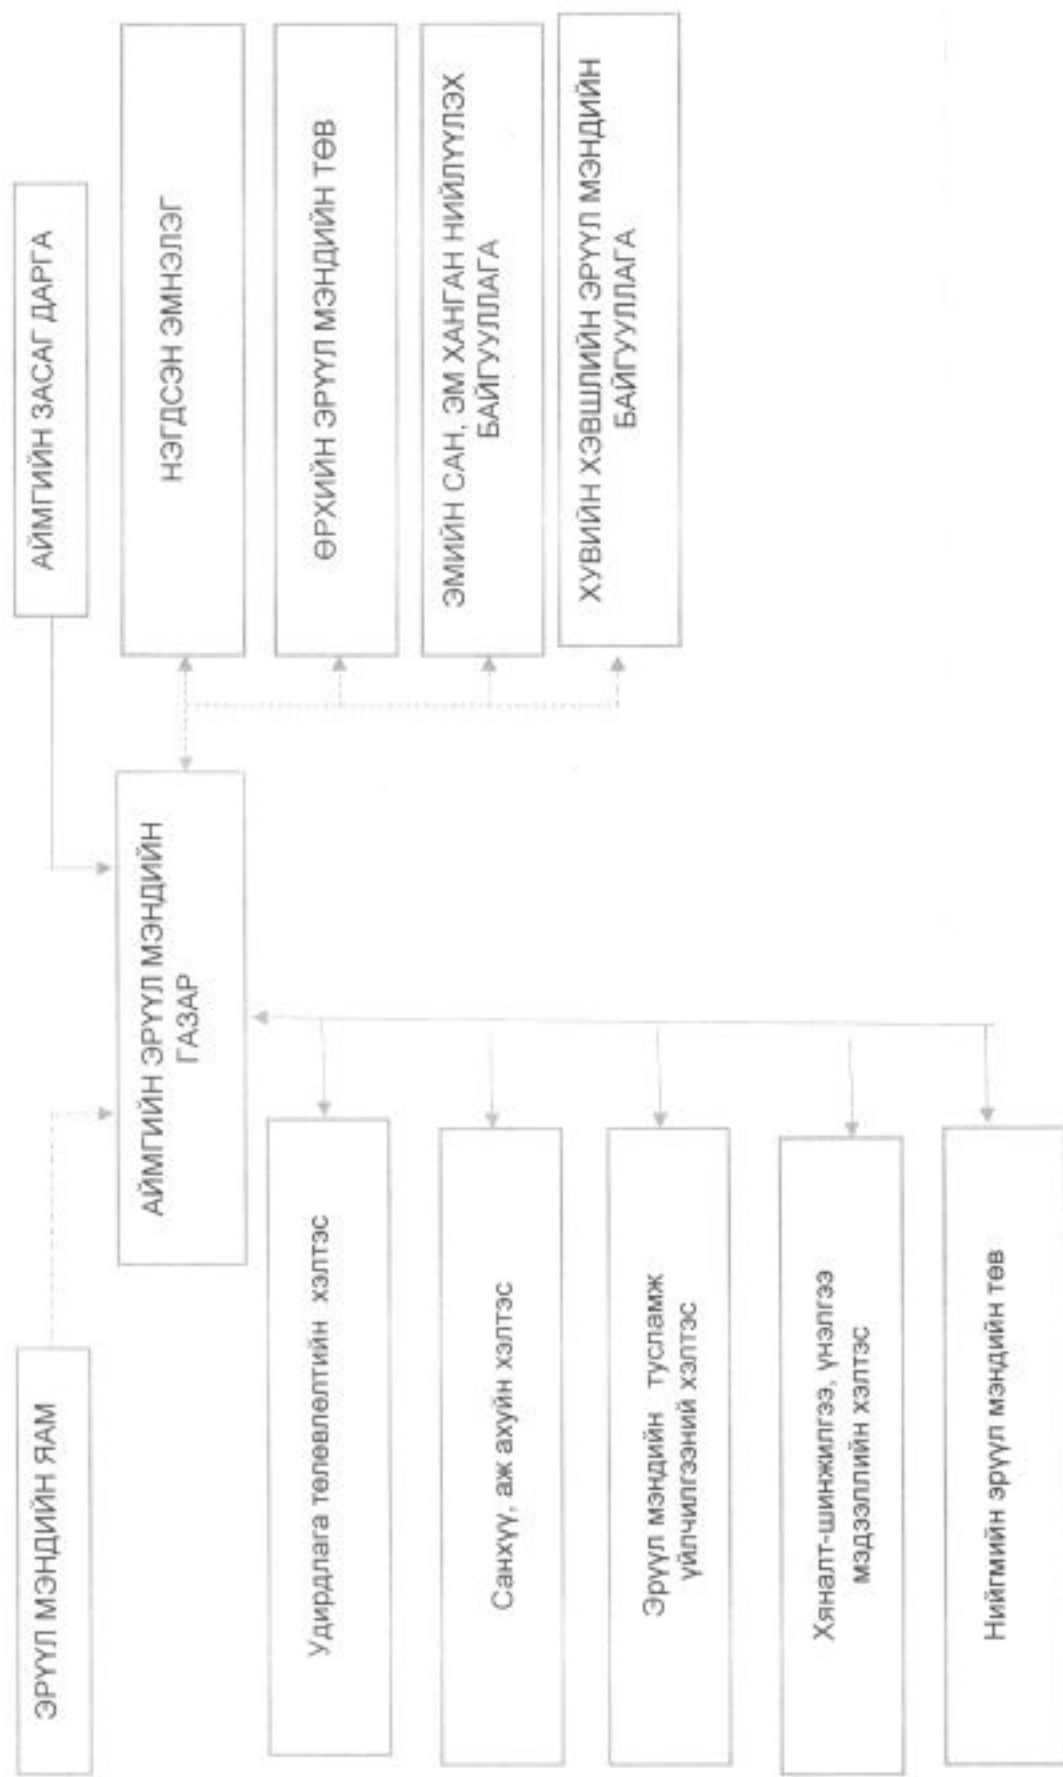 ЭРҮҮЛ МЭНДИЙН ЯАМ
АЙМГИЙН ЗАСАГ ДАРГА
АЙМГИЙН ЭРҮҮЛ МЭНДИЙН
ГАЗАР
НЭГДСЭН ЭМНЭЛЭГ
ӨРХИЙН ЭРҮҮЛ МЭНДИЙН ТӨВ
ЭМИЙН САН, ЭМ ХАНГАН НИЙЛҮҮЛЭХ
БАЙГУУЛЛАГА
ХУВИЙН ХЭВШЛИЙН ЭРҮҮЛ МЭНДИЙН
БАЙГУУЛЛАГА
Удирдлага төлөвлөлтийн хэлтэс
Санхүү, аж ахуйн хэлтэс
Эрүүл мэндийн тусламж
үйлчилгээний хэлтэс
Хяналт-шинжилгээ, үнэлгээ
мэдээллийн хэлтэс
Нийгмийн эрүүл мэндийн төв